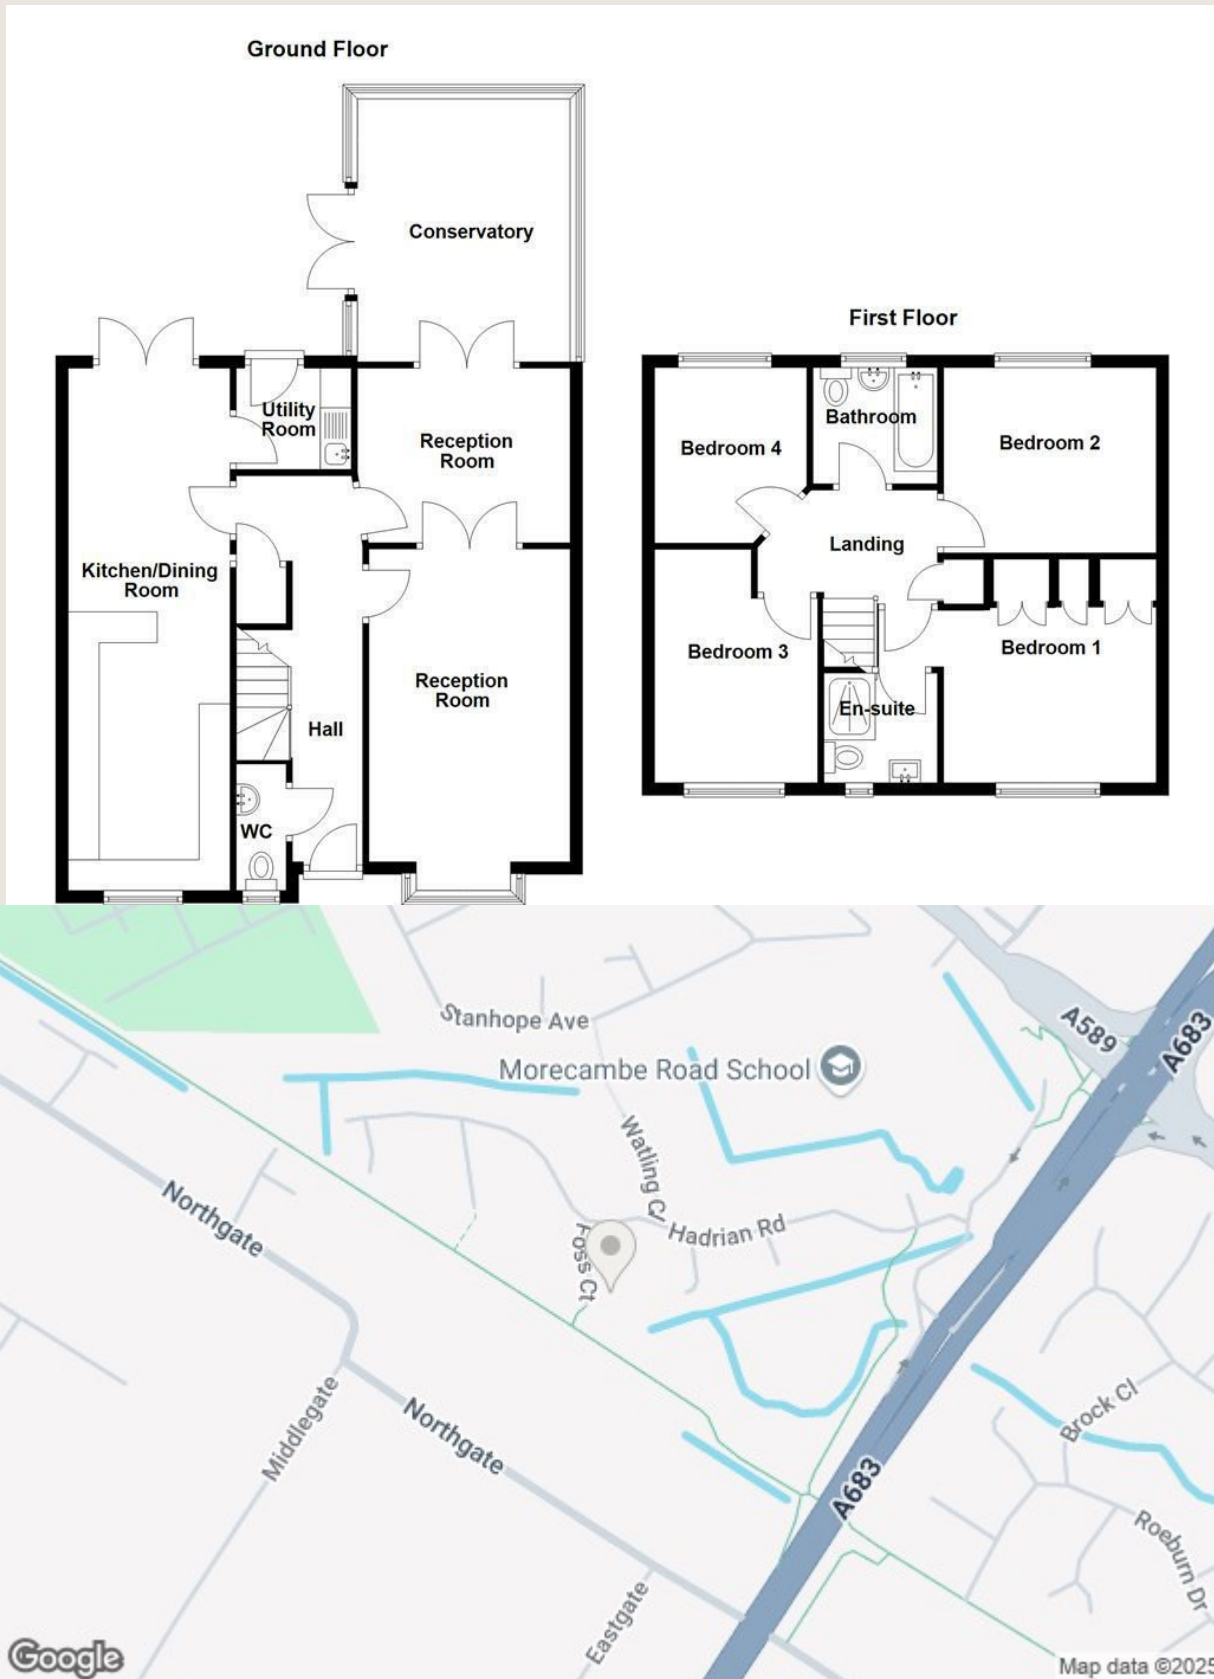 Ground Floor
Conservatory
Utility
Room
Reception
Room
Kitchen/Dining
Room
Reception
Room
Hall
WC
First Floor
Bathroom
Bedroom 4
Bedroom 2
Landing
Bedroom 3
Bedroom 1
En-suite
Stanhope Ave
A589
A683
Morecambe Road School
Watling Cl
Northgate
Hadrian Rd
Foss Ct
Middlegate
Northgate
Brock Cl
A683
Roeburn Dr
Eastgate
Google
Map data ©2025